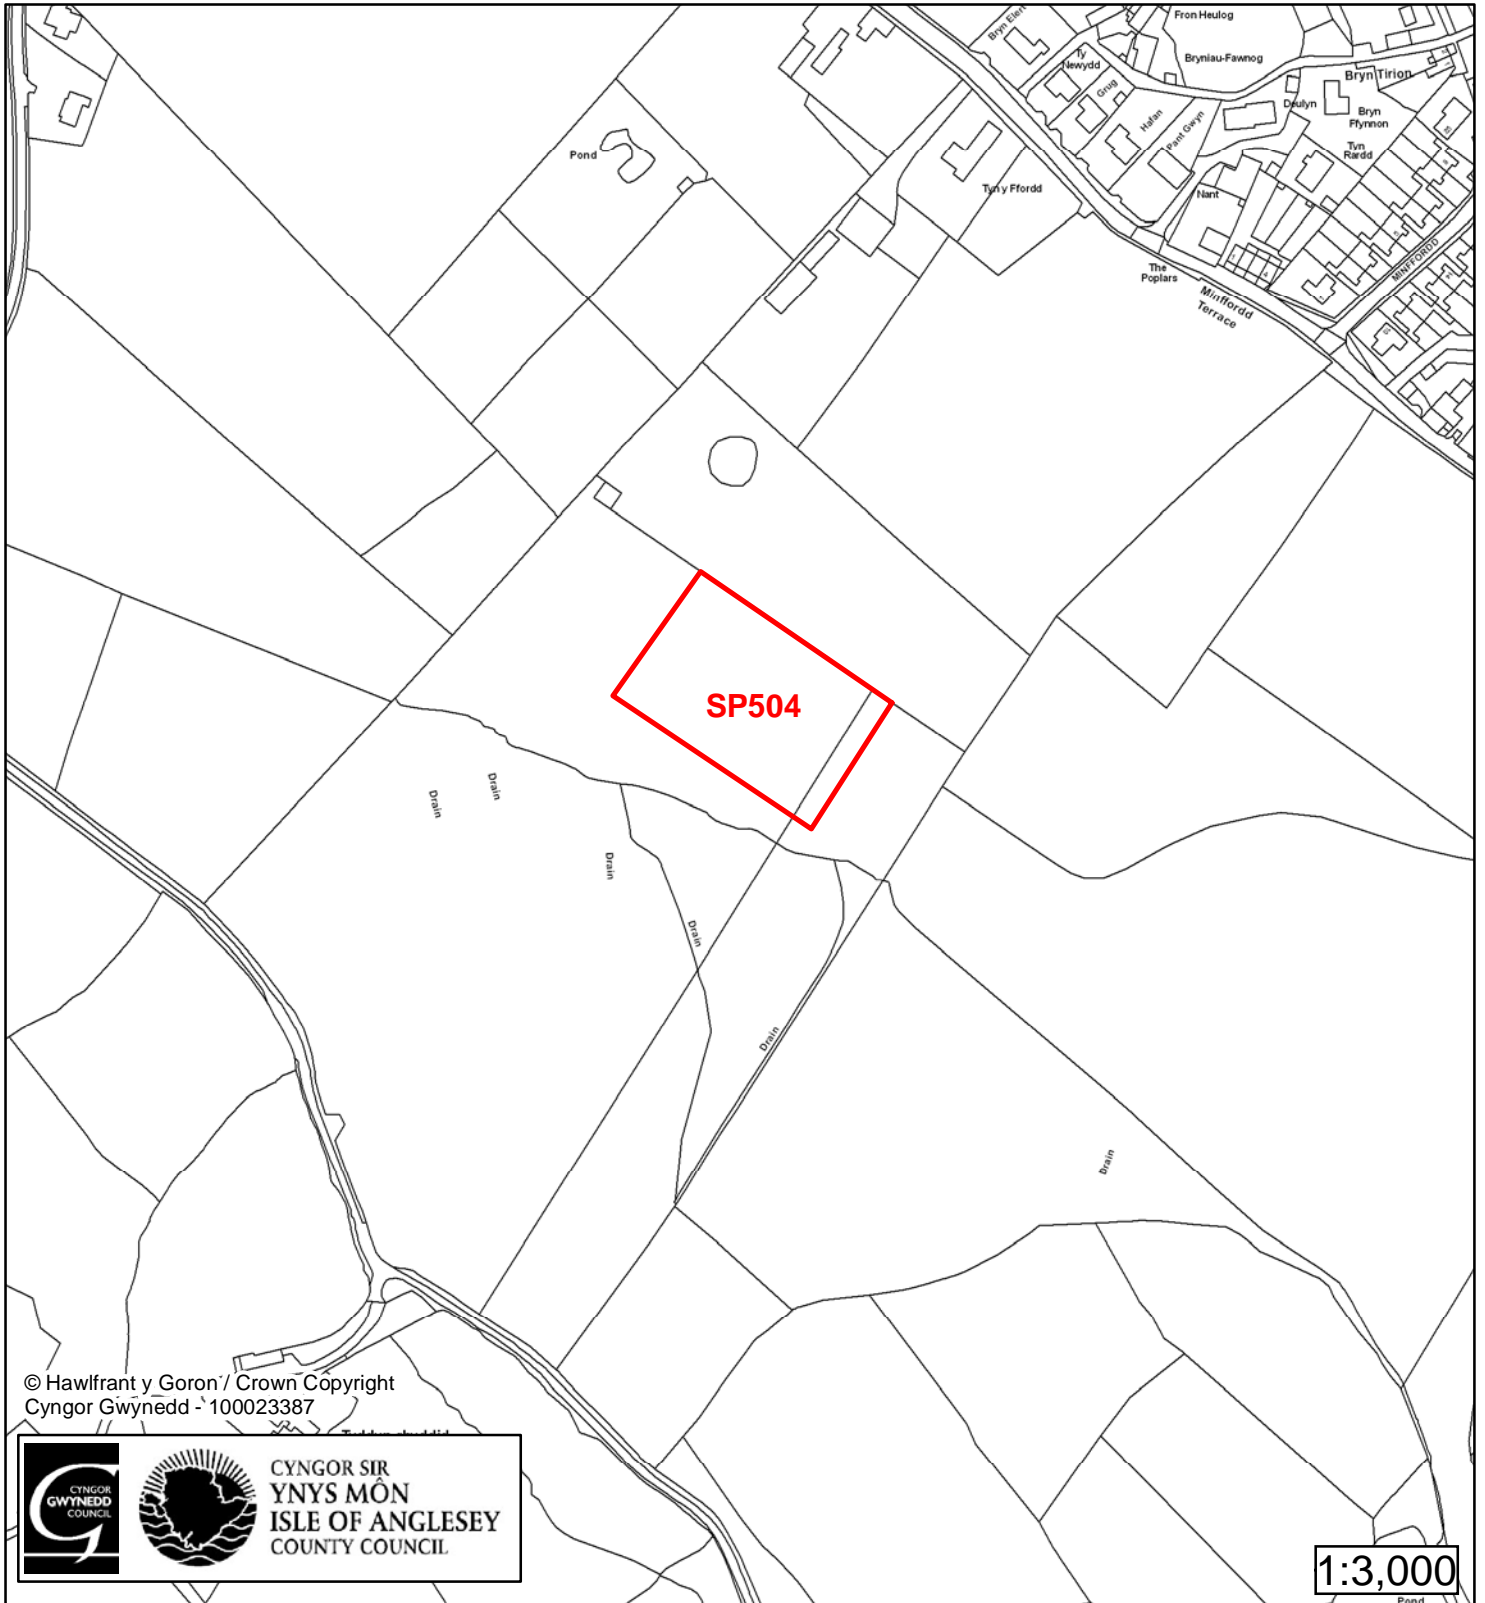 Fron Heulog
Bryn Eleri
Bryniau-Fawnog
Ty
Newydd
Bryn Tirion
Grug
Deulyn
Bryn
Ffynnon
Hafan
Pant Gwyn
Tyn
Rardd
Pond
Tyn y Ffordd
Nant
MINFFORDD
The
Poplars
Minffordd
Terrace
SP504
Drain
Drain
Drain
Drain
Drain
Drain
© Hawlfraint y Goron / Crown Copyright
Cyngor Gwynedd - 100023387
CYNGOR
GWYNEDD
COUNCIL
CYNGOR SIR
YNYS MÔN
ISLE OF ANGLESEY
COUNTY COUNCIL
1:3,000
Pond